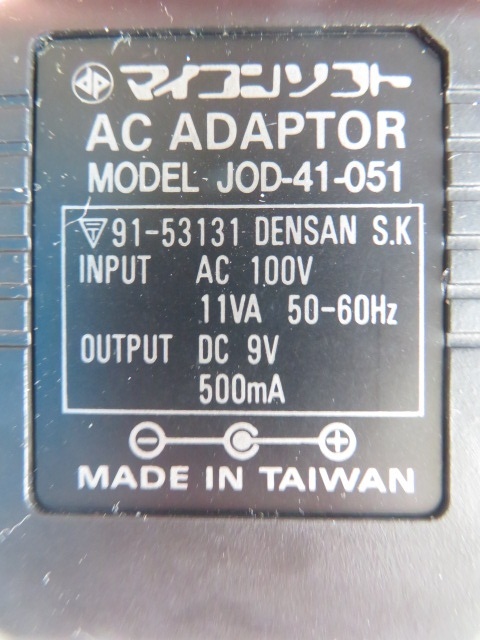 マイコンソフト
AC ADAPTOR
MODEL JOD-41-051
91-53131 DENSAN S.K
INPUT AC 100V
11VA 50-60Hz
OUTPUT DC 9V
500mA
MADE IN TAIWAN